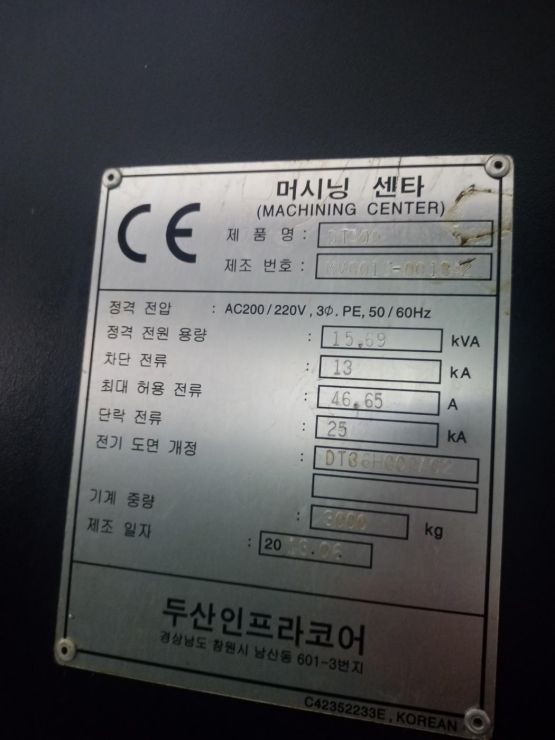 CE
머시닝 센타
(MACHINING CENTER)
제 품 명 :
제조 번호 :
정격 전압 : AC200/220V, 3Φ. PE, 50/60Hz
정격 전원 용량 : 15,69 kVA
차단 전류 : 13 kA
최대 허용 전류 : 46,65 A
단락 전류 : 25 kA
전기 도면 개정 :
기계 중량 : 3000 kg
제조 일자 : 20
두산인프라코어
경상남도 창원시 남산동 601-3번지
C42352233E, KOREAN